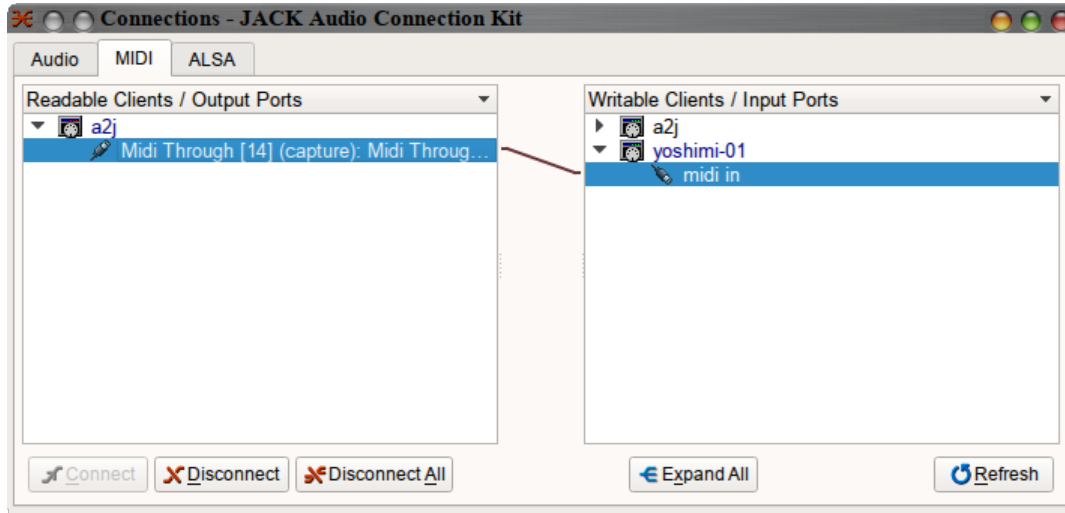 Connections - JACK Audio Connection Kit
Audio MIDI ALSA
Readable Clients / Output Ports
a2j
Midi Through [14] (capture): Midi Throug...
Writable Clients / Input Ports
a2j
yoshimi-01
midi in
Connect Disconnect Disconnect All Expand All Refresh